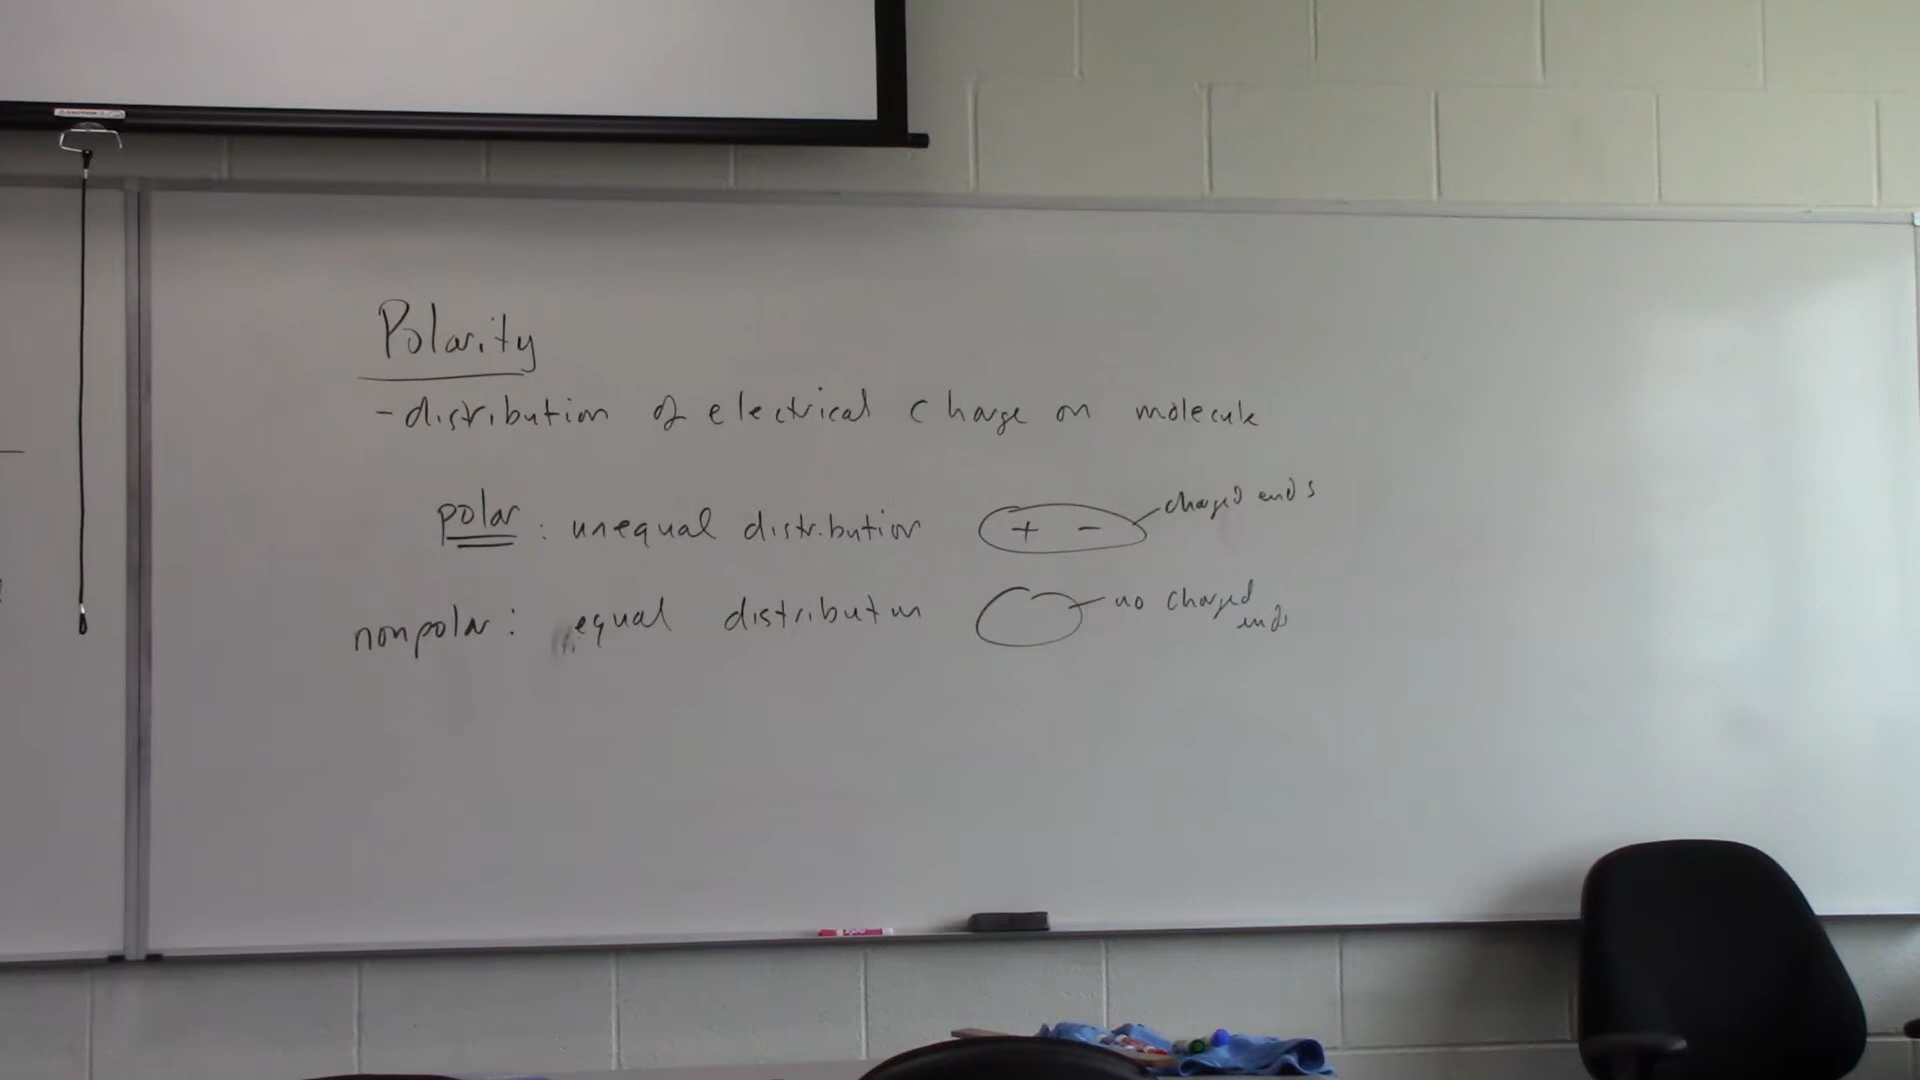 Polarity
- distribution of electrical charge on molecule
polar : unequal distribution + - charged ends
nonpolar : equal distribution no charged
ends